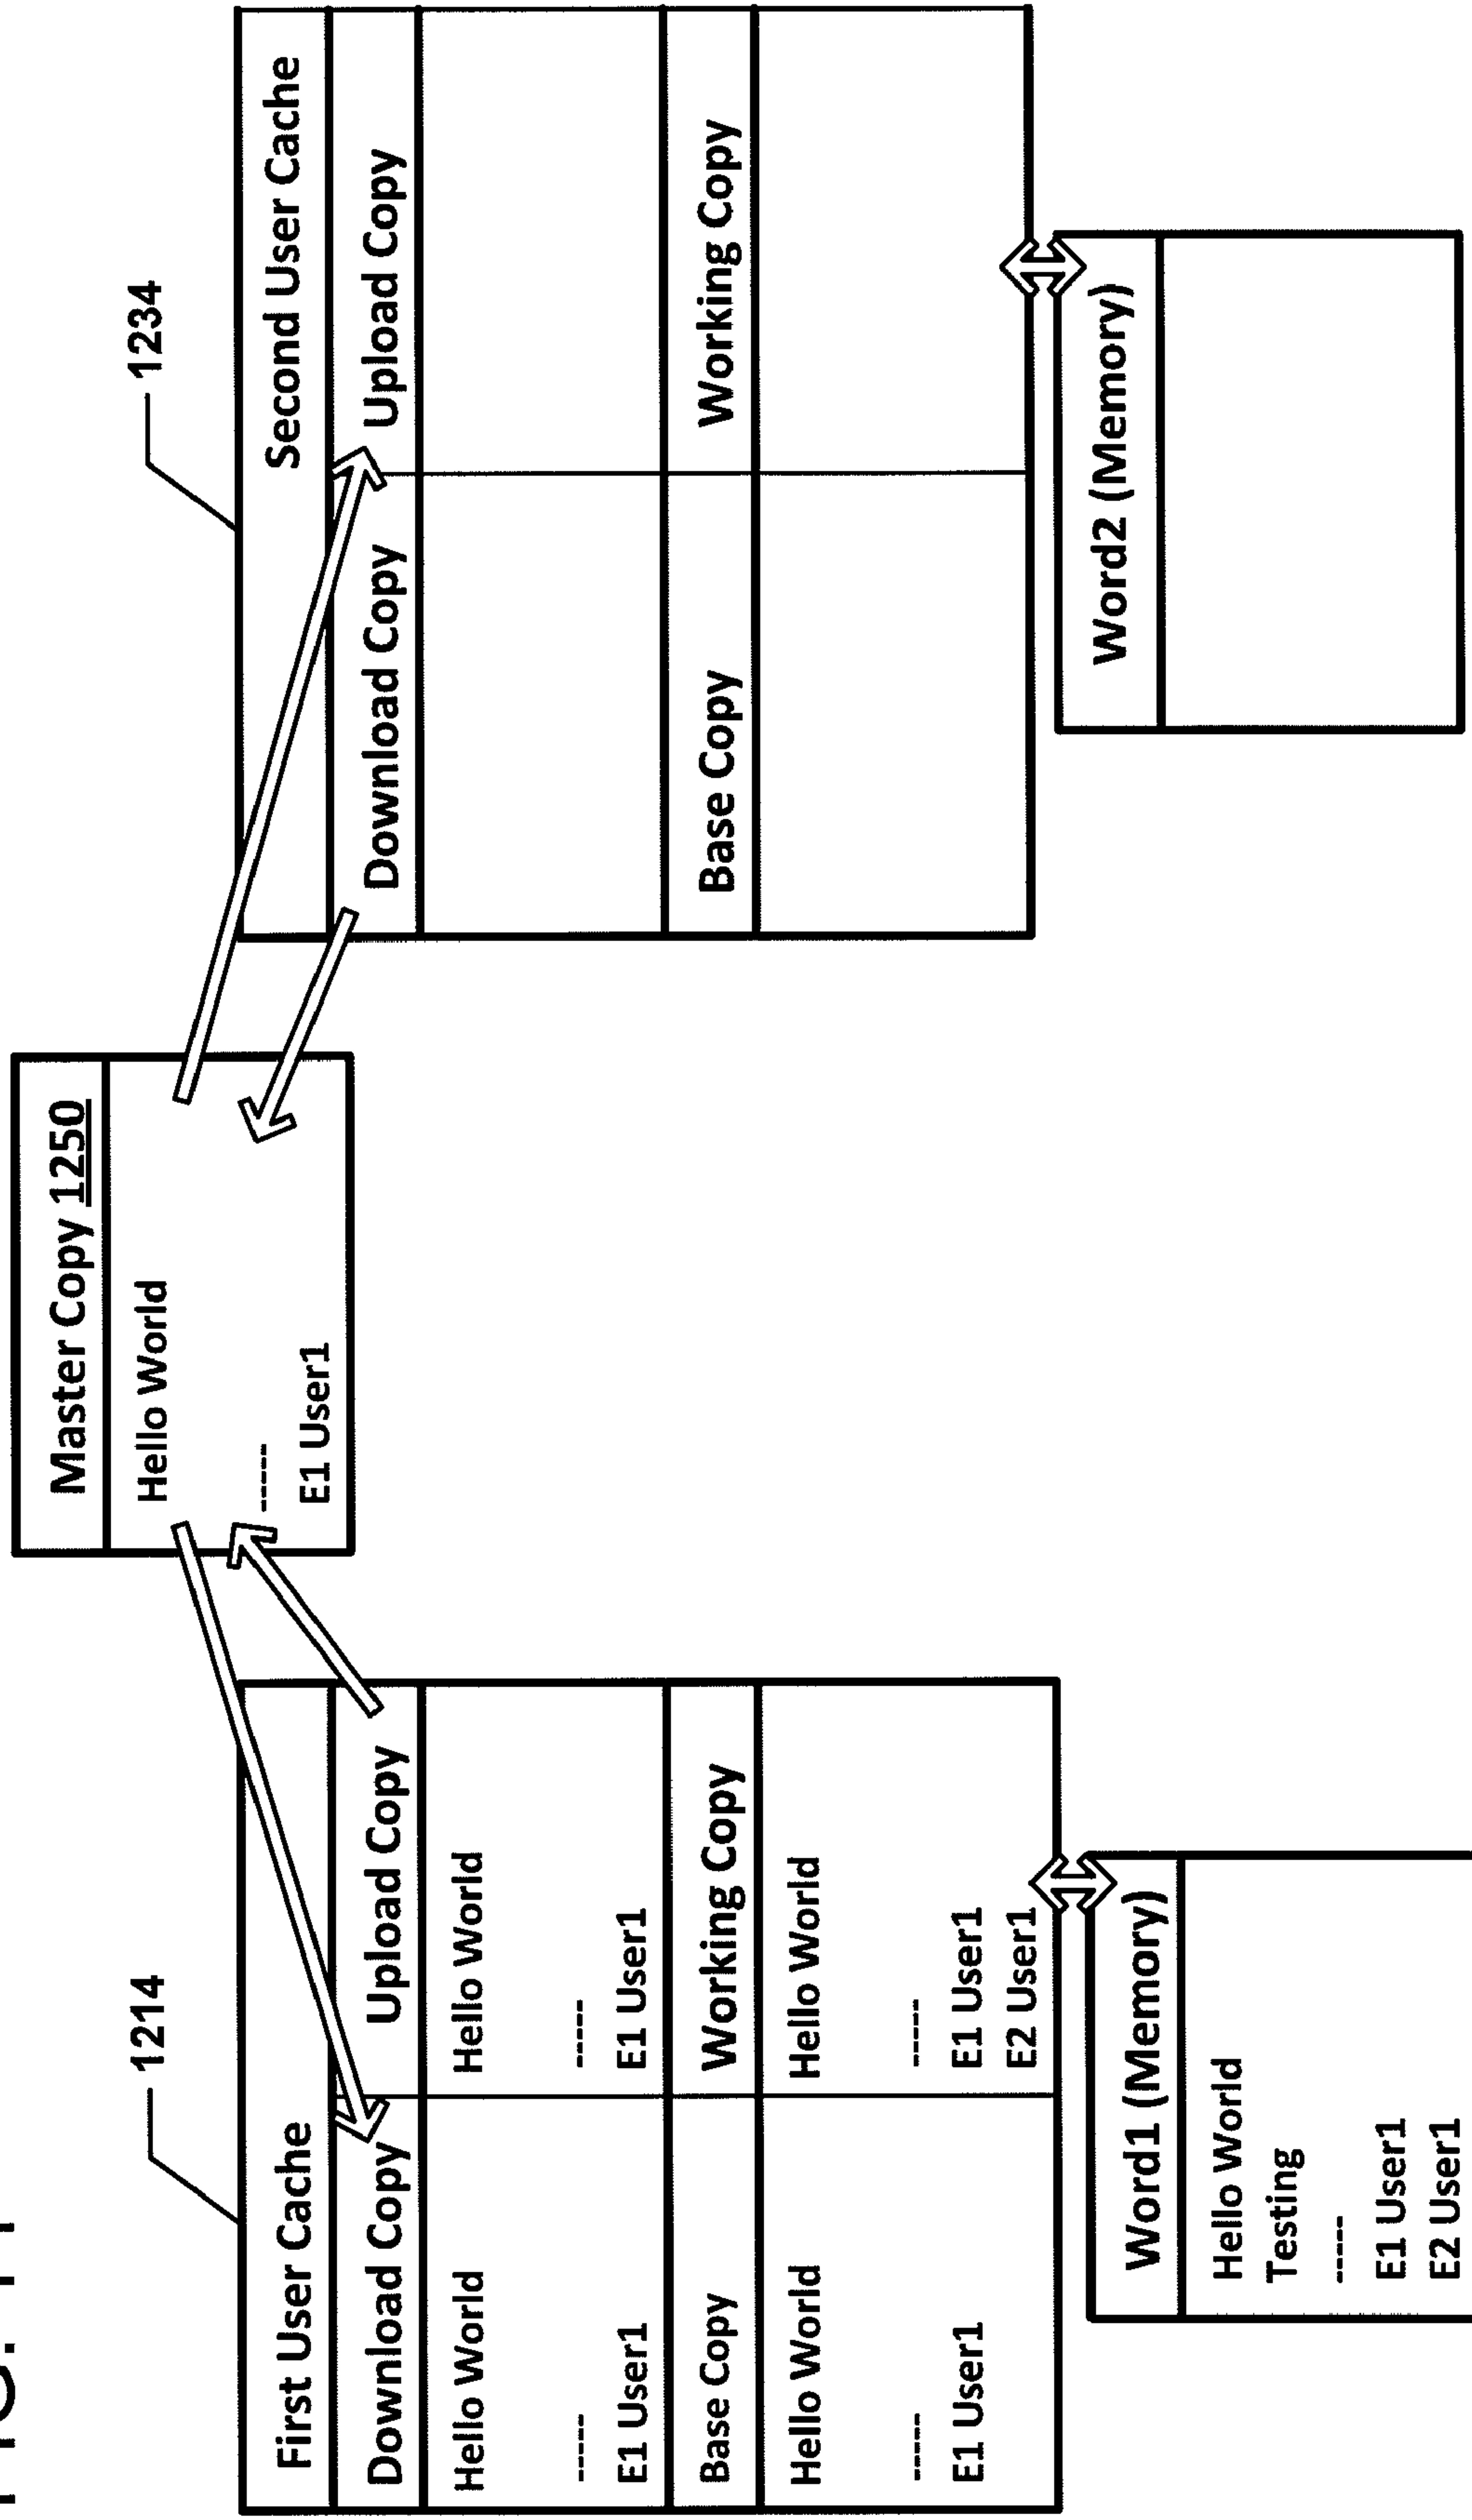 Master Copy 1250
Hello World
-----
E1 User1
1214
First User Cache
Download Copy
Upload Copy
Hello World
-----
E1 User1
Hello World
-----
E1 User1
Base Copy
Working Copy
Hello World
-----
E1 User1
Hello World
-----
E1 User1
E2 User1
Word1 (Memory)
Hello World
Testing
-----
E1 User1
E2 User1
1234
Second User Cache
Download Copy
Upload Copy
Base Copy
Working Copy
Word2 (Memory)